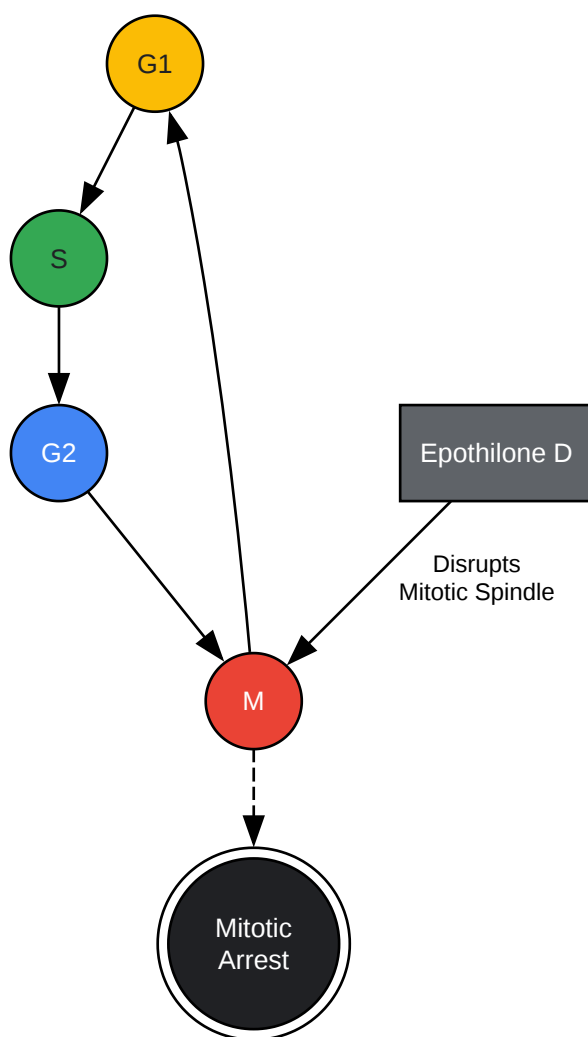 G1
S
G2
Epothilone D
Disrupts
Mitotic Spindle
M
Mitotic
Arrest